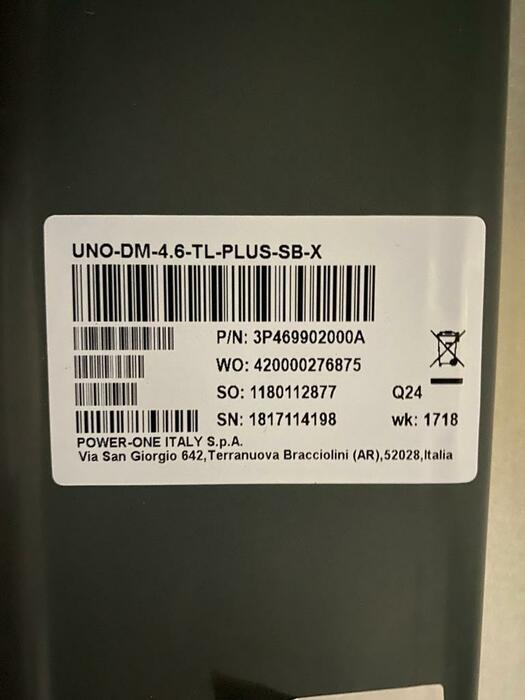 UNO-DM-4.6-TL-PLUS-SB-X
P/N: 3P469902000A
WO: 420000276875
SO: 1180112877 Q24
SN: 1817114198 wk: 1718
POWER-ONE ITALY S.p.A.
Via San Giorgio 642,Terranuova Bracciolini (AR),52028,Italia